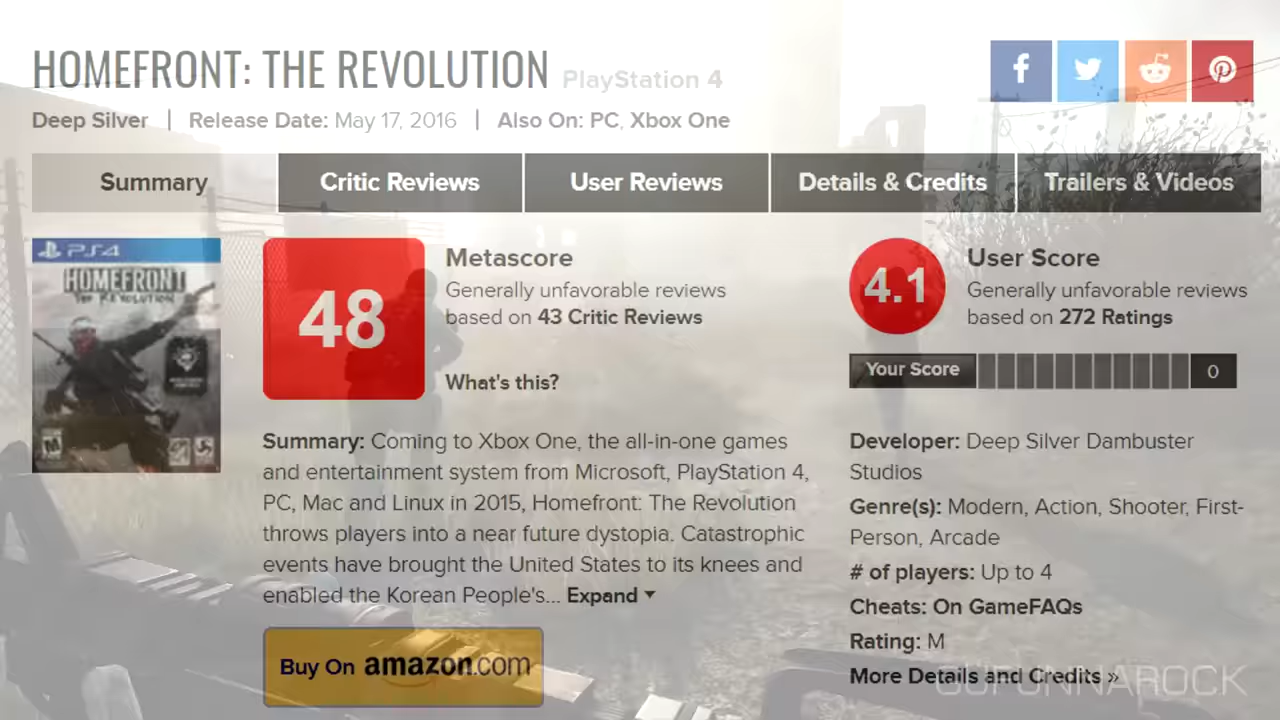 HOMEFRONT: THE REVOLUTION PlayStation 4
Deep Silver | Release Date: May 17, 2016 | Also On: PC, Xbox One
Summary
Critic Reviews
User Reviews
Details & Credits
Trailers & Videos
PS4
HOMEFRONT
THE REVOLUTION
M
48
Metascore
Generally unfavorable reviews
based on 43 Critic Reviews
What's this?
4.1
User Score
Generally unfavorable reviews
based on 272 Ratings
Your Score
0
Summary: Coming to Xbox One, the all-in-one games
and entertainment system from Microsoft, PlayStation 4,
PC, Mac and Linux in 2015, Homefront: The Revolution
throws players into a near future dystopia. Catastrophic
events have brought the United States to its knees and
enabled the Korean People's... Expand
Buy On amazon.com
Developer: Deep Silver Dambuster
Studios
Genre(s): Modern, Action, Shooter, First-
Person, Arcade
# of players: Up to 4
Cheats: On GameFAQs
Rating: M
More Details and Credits »